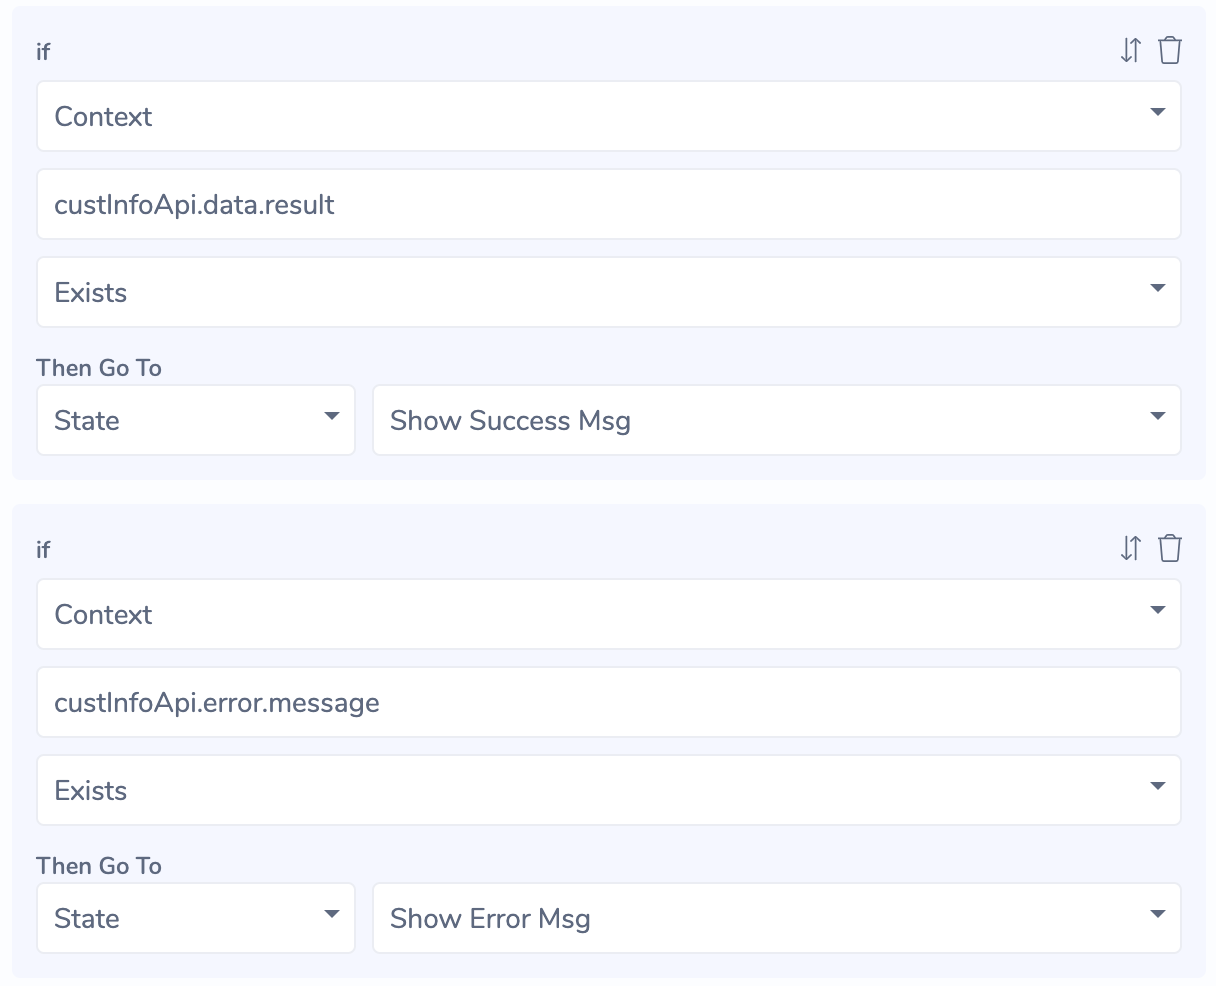 if
Context
custInfoApi.data.result
Exists
Then Go To
State
Show Success Msg
if
Context
custInfoApi.error.message
Exists
Then Go To
State
Show Error Msg